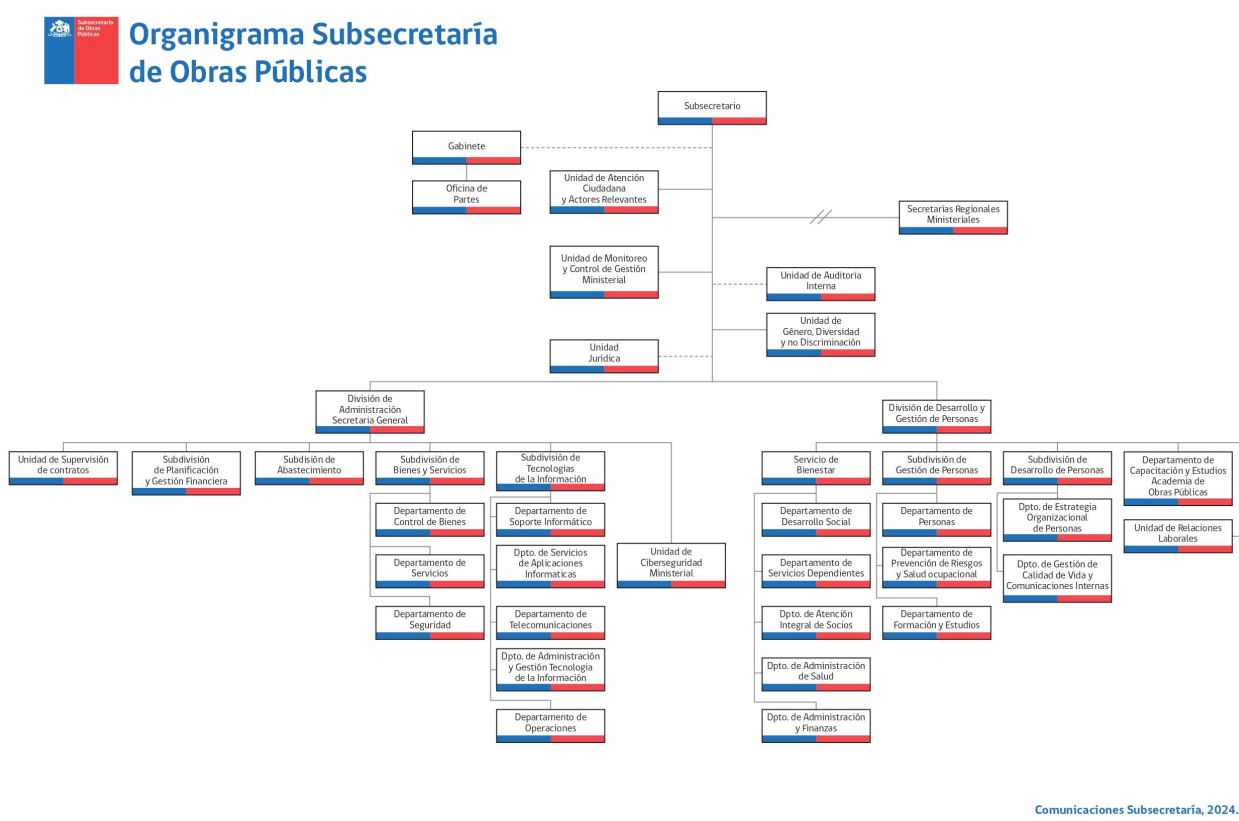 Subsecretaría
de Obras
Públicas
Organigrama Subsecretaría
de Obras Públicas
Subsecretario
Gabinete
Oficina de
Partes
Unidad de Atención
Ciudadana
y Actores Relevantes
Secretarías Regionales
Ministeriales
Unidad de Monitoreo
y Control de Gestión
Ministerial
Unidad de Auditoría
Interna
Unidad de
Género, Diversidad
y no Discriminación
Unidad
Jurídica
División de
Administración
Secretaria General
División de Desarrollo y
Gestión de Personas
Unidad de Supervisión
de contratos
Subdivisión
de Planificación
y Gestión Financiera
Subdisión de
Abastecimiento
Subdivisión de
Bienes y Servicios
Departamento de
Control de Bienes
Departamento de
Servicios
Departamento de
Seguridad
Subdivisión de
Tecnologias
de la Información
Departamento de
Soporte Informático
Dpto. de Servicios
de Aplicaciones
Informaticas
Departamento de
Telecomunicaciones
Dpto. de Administración
y Gestión Tecnologia
de la Información
Departamento de
Operaciones
Unidad de
Ciberseguridad
Ministerial
Servicio de
Bienestar
Departamento de
Desarrollo Social
Departamento de
Servicios Dependientes
Dpto. de Atención
Integral de Socios
Dpto. de Administración
de Salud
Dpto. de Administración
y Finanzas
Subdivisión de
Gestión de Personas
Departamento de
Personas
Departamento de
Prevención de Riesgos
y Salud ocupacional
Departamento de
Formación y Estudios
Subdivisión de
Desarrollo de Personas
Dpto. de Estrategia
Organizacional
de Personas
Dpto. de Gestión de
Calidad de Vida y
Comunicaciones Internas
Departamento de
Capacitación y Estudios
Academia de
Obras Públicas
Unidad de Relaciones
Laborales
Comunicaciones Subsecretaría, 2024.